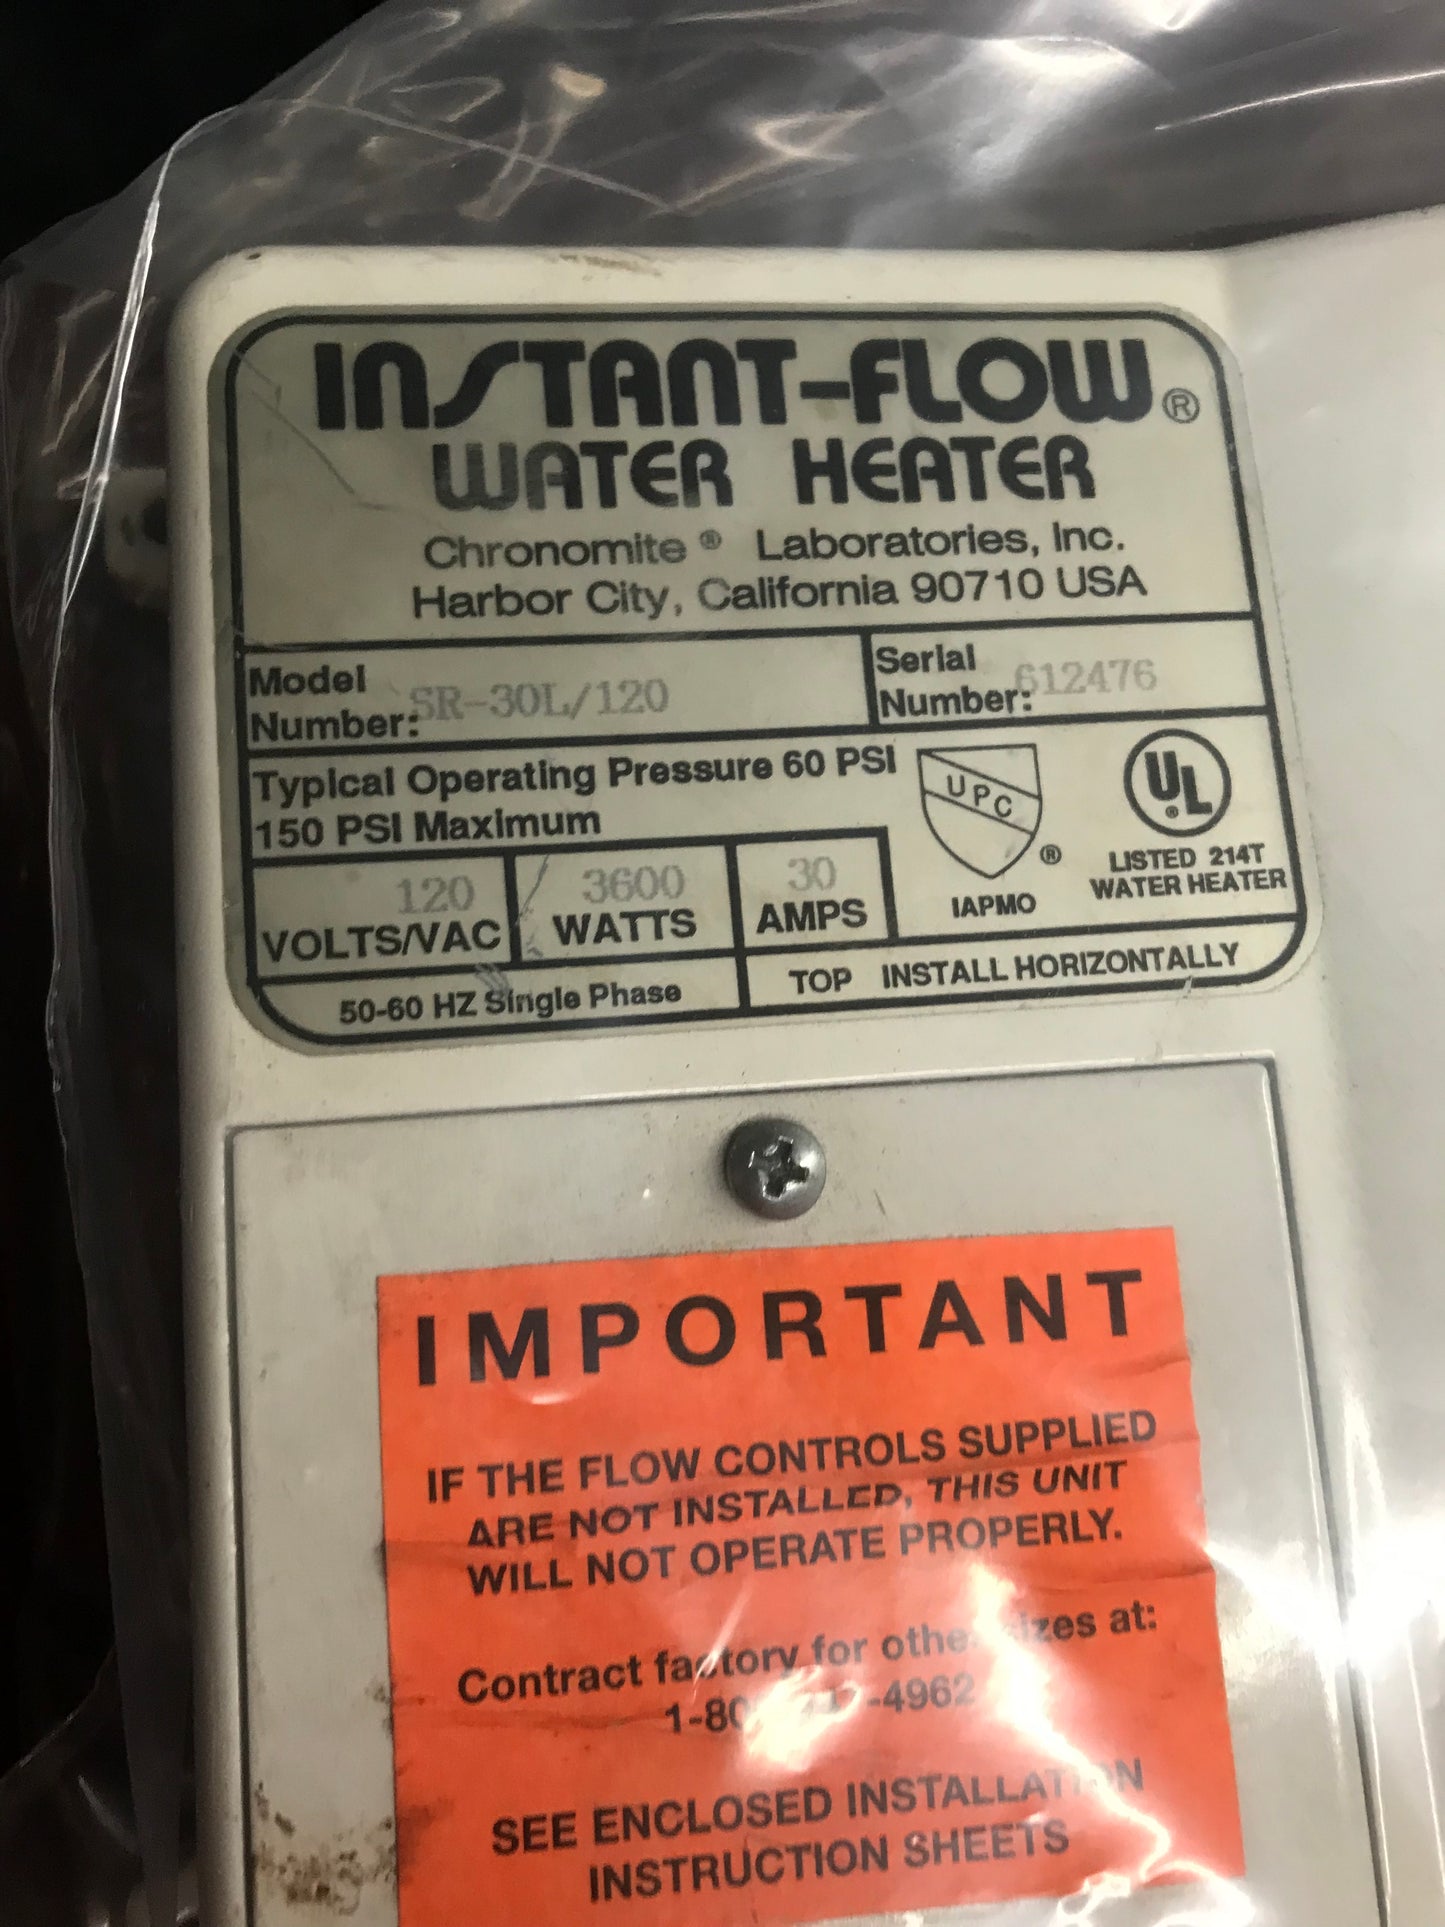 INSTANT-FLOW®
WATER HEATER
Chronomite® Laboratories, Inc.
Harbor City, California 90710 USA
Model
Number: SR-30L/120
Serial
Number: 612476
Typical Operating Pressure 60 PSI
150 PSI Maximum
120
VOLTS/VAC
3600
WATTS
30
AMPS
UPC
®
IAPMO
UL
®
LISTED 214T
WATER HEATER
50-60 HZ Single Phase
TOP INSTALL HORIZONTALLY
IMPORTANT
IF THE FLOW CONTROLS SUPPLIED
ARE NOT INSTALLED, THIS UNIT
WILL NOT OPERATE PROPERLY.
Contract factory for other sizes at:
-4962
SEE ENCLOSED INSTALLATION
INSTRUCTION SHEETS